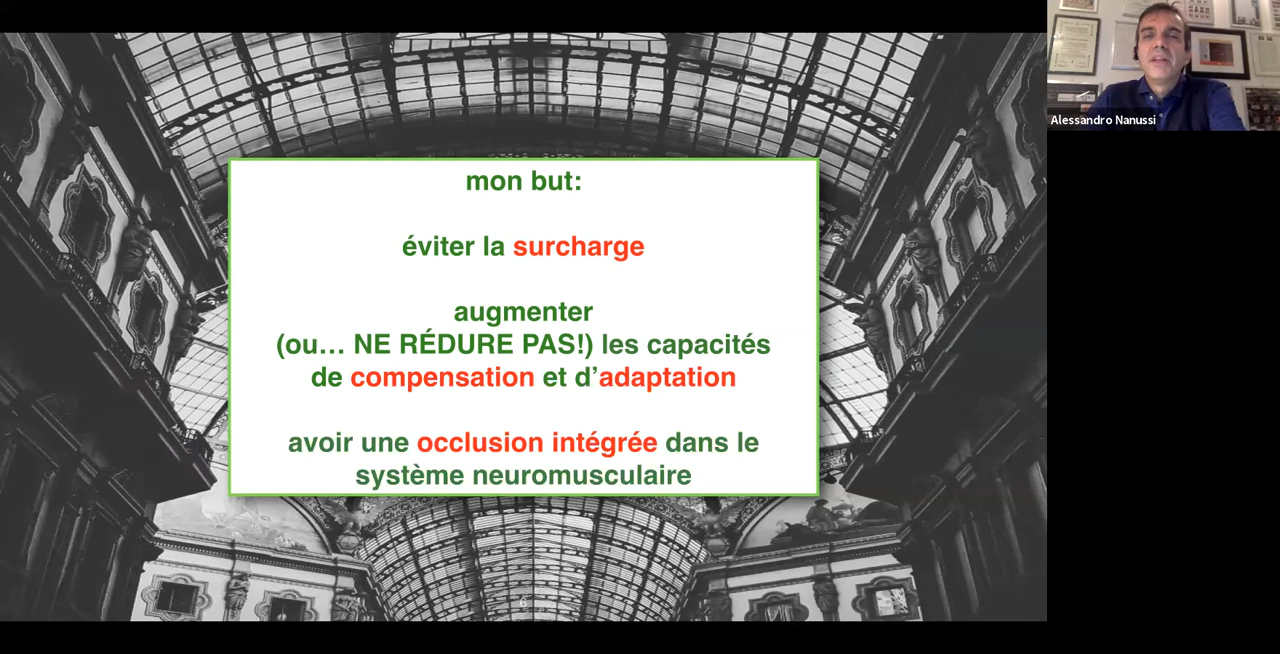 mon but:
éviter la surcharge
augmenter
(ou… NE RÉDURE PAS!) les capacités
de compensation et d’adaptation
avoir une occlusion intégrée dans le
système neuromusculaire
6
Alessandro Nanussi